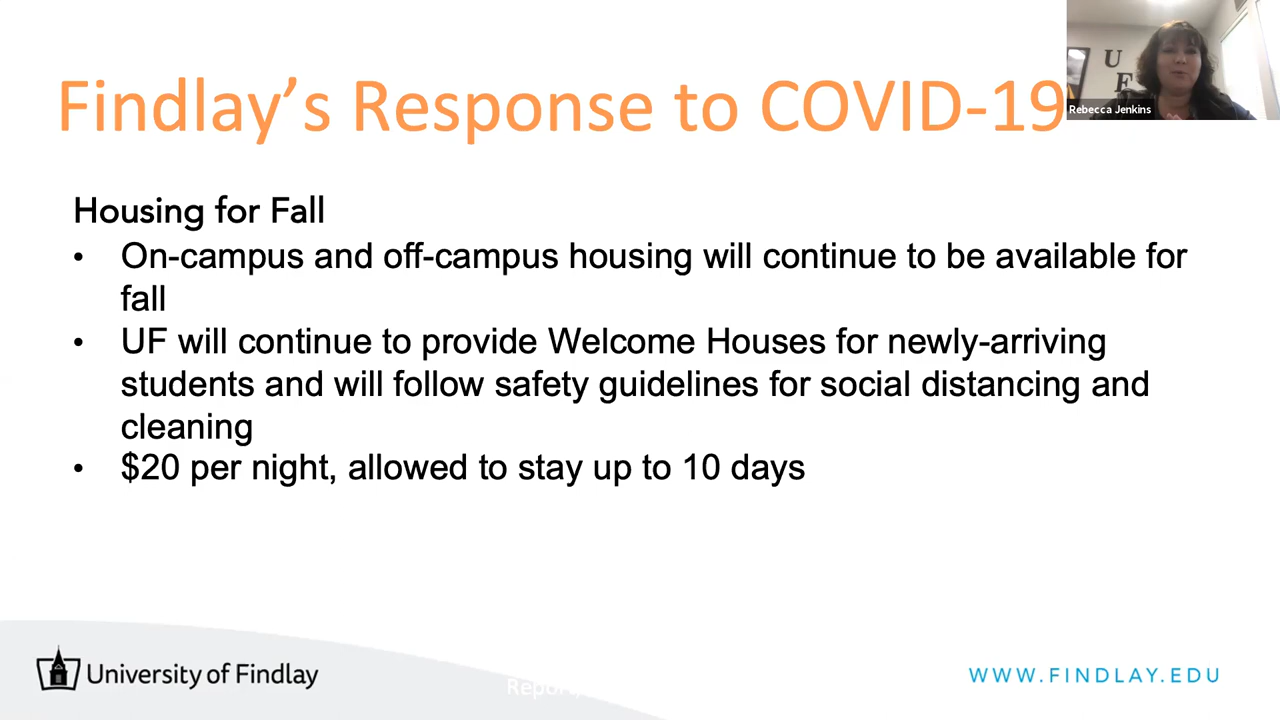 Findlay’s Response to COVID-19
U
F
Rebecca Jenkins
Housing for Fall
• On-campus and off-campus housing will continue to be available for
fall
• UF will continue to provide Welcome Houses for newly-arriving
students and will follow safety guidelines for social distancing and
cleaning
• $20 per night, allowed to stay up to 10 days
University of Findlay
WWW.FINDLAY.EDU